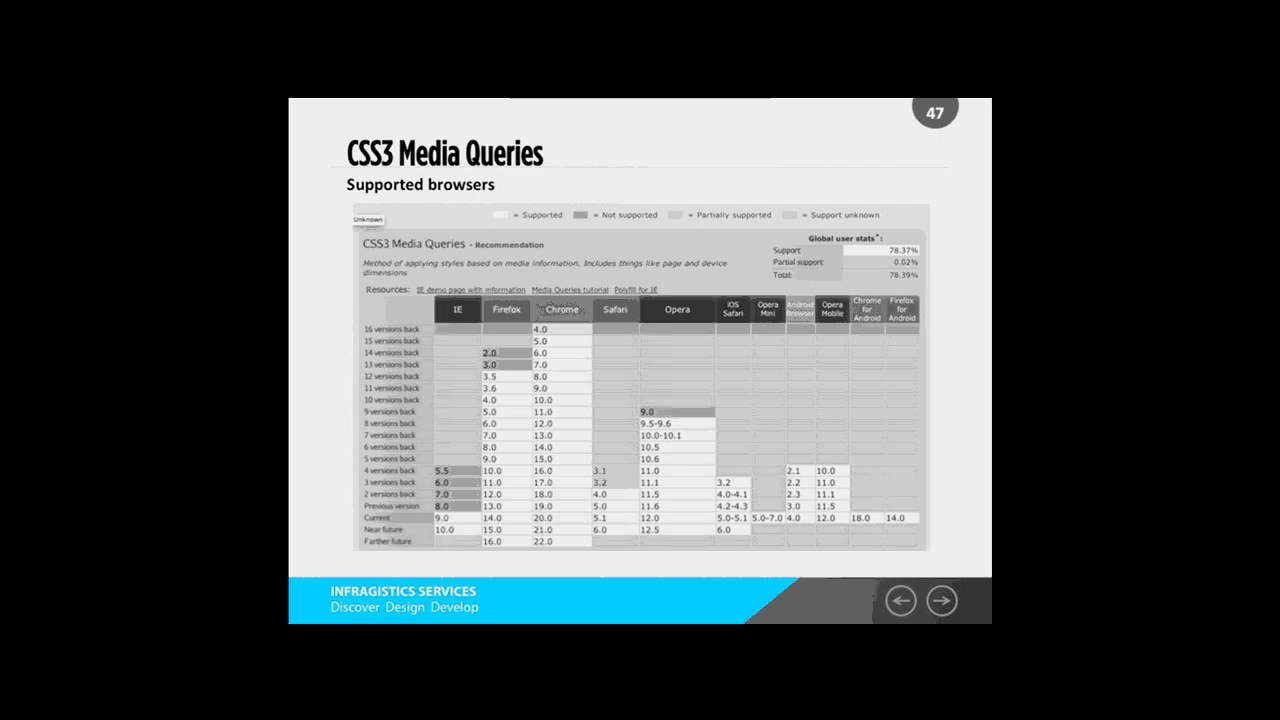 47
CSS3 Media Queries
Supported browsers
= Supported = Not supported = Partially supported = Support unknown
Unknown
CSS3 Media Queries - Recommendation
Global user stats*:
Support: 78.37%
Partial support: 0.02%
Total: 78.39%
Method of applying styles based on media information. Includes things like page and device
dimensions
Resources: IE demo page with information Media Queries tutorial Polyfill for IE
IE Firefox Chrome Safari Opera iOS Safari Opera Mini Android Browser Opera Mobile Chrome for Android Firefox for Android
16 versions back 4.0
15 versions back 5.0
14 versions back 2.0 6.0
13 versions back 3.0 7.0
12 versions back 3.5 8.0
11 versions back 3.6 9.0
10 versions back 4.0 10.0
9 versions back 5.0 11.0 9.0
8 versions back 6.0 12.0 9.5-9.6
7 versions back 7.0 13.0 10.0-10.1
6 versions back 8.0 14.0 10.5
5 versions back 9.0 15.0 10.6
4 versions back 5.5 10.0 16.0 3.1 11.0 2.1 10.0
3 versions back 6.0 11.0 17.0 3.2 11.1 3.2 2.2 11.0
2 versions back 7.0 12.0 18.0 4.0 11.5 4.0-4.1 2.3 11.1
Previous version 8.0 13.0 19.0 5.0 11.6 4.2-4.3 3.0 11.5
Current 9.0 14.0 20.0 5.1 12.0 5.0-5.1 5.0-7.0 4.0 12.0 18.0 14.0
Near future 10.0 15.0 21.0 6.0 12.5 6.0
Farther future 16.0 22.0
INFRAGISTICS SERVICES
Discover Design Develop